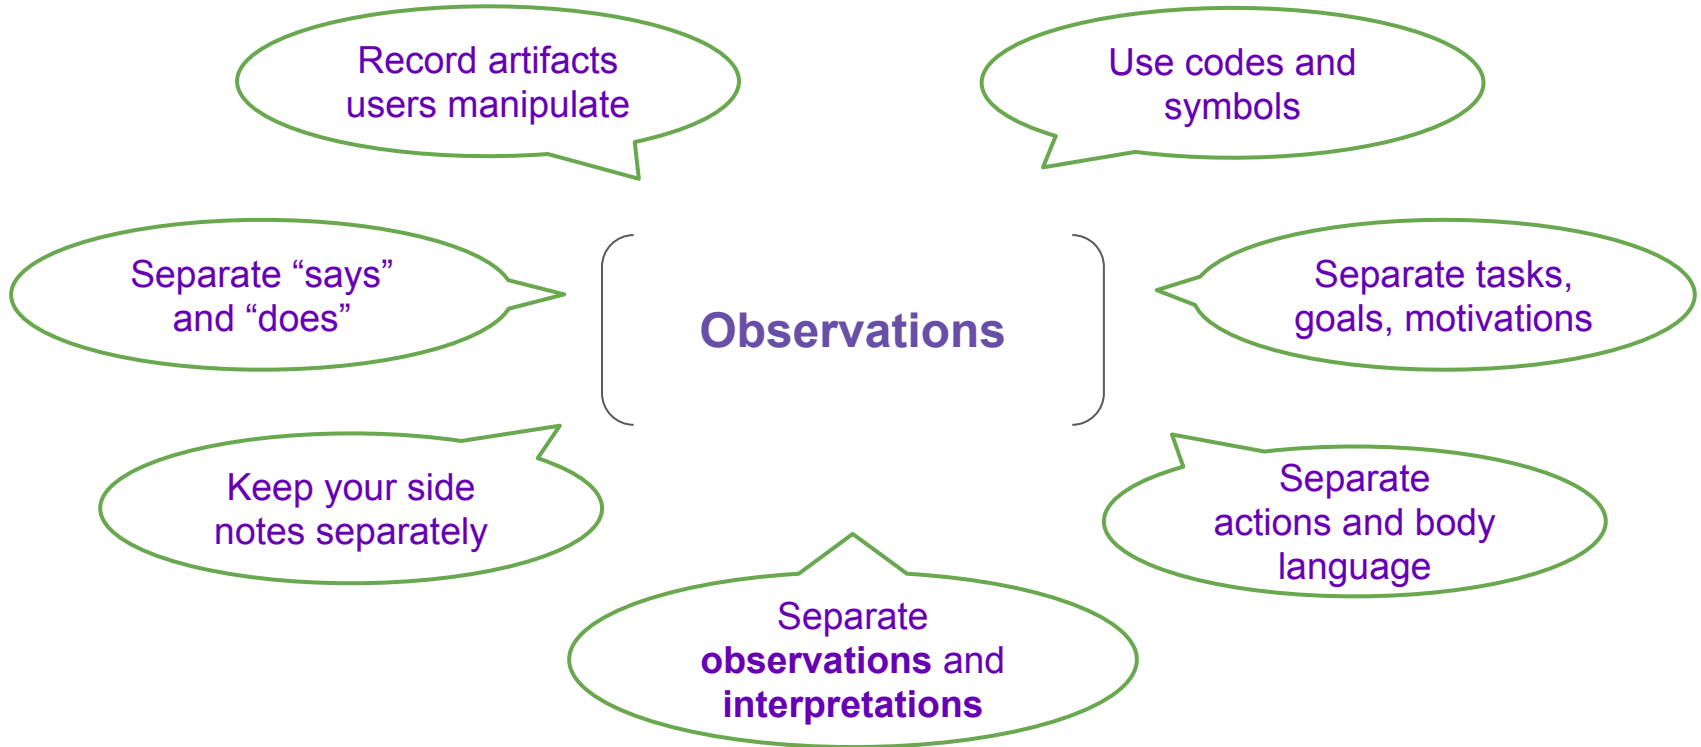 Record artifacts
users manipulate
Use codes and
symbols
Separate “says”
and “does”
Observations
Separate tasks,
goals, motivations
Keep your side
notes separately
Separate
actions and body
language
Separate
observations and
interpretations